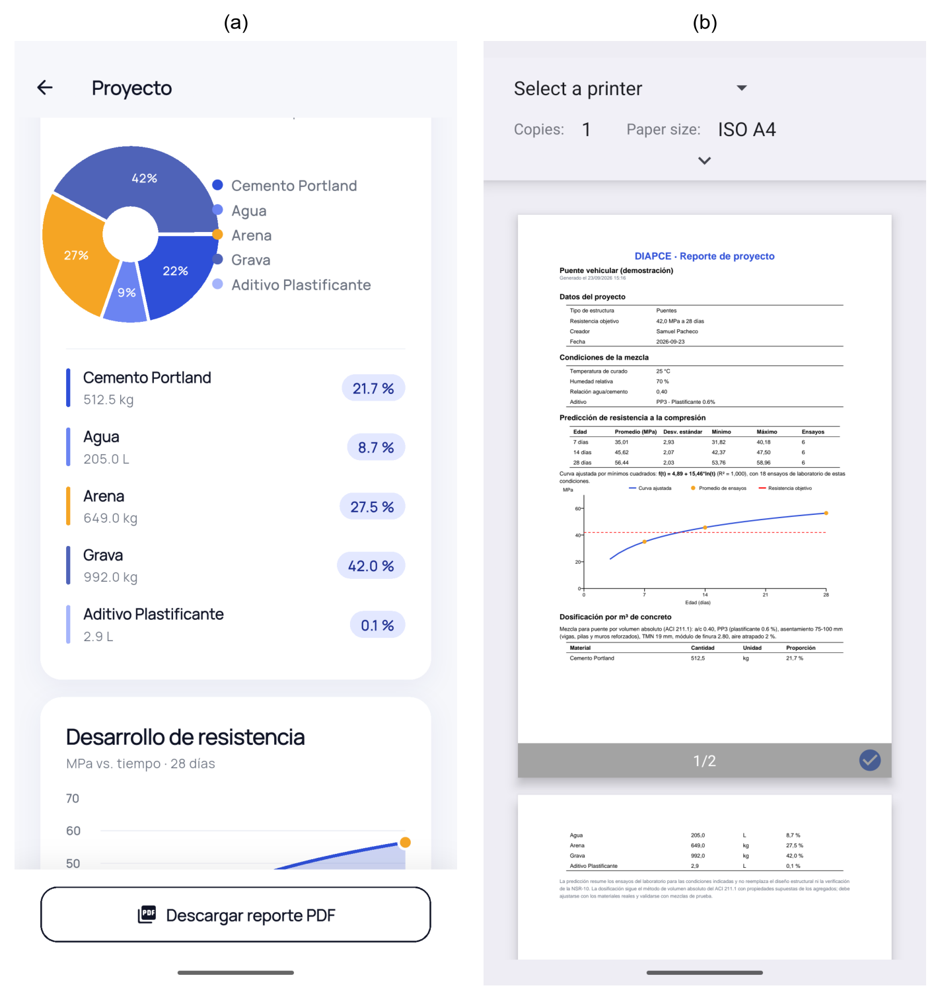 (a)
Proyecto
42%
27%
22%
9%
Cemento Portland
Agua
Arena
Grava
Aditivo Plastificante
Cemento Portland
512.5 kg
21.7 %
Agua
205.0 L
8.7 %
Arena
649.0 kg
27.5 %
Grava
992.0 kg
42.0 %
Aditivo Plastificante
2.9 L
0.1 %
Desarrollo de resistencia
MPa vs. tiempo · 28 días
70
60
50
PDF
Descargar reporte PDF
(b)
Select a printer
Copies: 1 Paper size: ISO A4
DIAPCE · Reporte de proyecto
Puente vehicular (demostración)
Generado el 23/09/2026 15:16
Datos del proyecto
Tipo de estructura Puentes
Resistencia objetivo 42,0 MPa a 28 días
Creador Samuel Pacheco
Fecha 2026-09-23
Condiciones de la mezcla
Temperatura de curado 25 °C
Humedad relativa 70 %
Relación agua/cemento 0,40
Aditivo PP3 - Plastificante 0.6%
Predicción de resistencia a la compresión
Edad Promedio (MPa) Desv. estándar Mínimo Máximo Ensayos
7 días 35,01 2,93 31,82 40,18 6
14 días 45,62 2,07 42,37 47,50 6
28 días 56,44 2,03 53,76 58,96 6
Curva ajustada por mínimos cuadrados: f(t) = 4,89 + 15,46*ln(t) (R² = 1,000), con 18 ensayos de laboratorio de estas
condiciones.
MPa
Curva ajustada Promedio de ensayos Resistencia objetivo
60
40
20
0
0 7 14 21 28
Edad (días)
Dosificación por m³ de concreto
Mezcla para puente por volumen absoluto (ACI 211.1): a/c 0.40, PP3 (plastificante 0.6 %), asentamiento 75-100 mm
(vigas, pilas y muros reforzados), TMN 19 mm, módulo de finura 2.80, aire atrapado 2 %.
Material Cantidad Unidad Proporción
Cemento Portland 512,5 kg 21,7 %
1/2
Agua 205,0 L 8,7 %
Arena 649,0 kg 27,5 %
Grava 992,0 kg 42,0 %
Aditivo Plastificante 2,9 L 0,1 %
La predicción resume los ensayos del laboratorio para las condiciones indicadas y no reemplaza el diseño estructural ni la verificación
de la NSR-10. La dosificación sigue el método de volumen absoluto del ACI 211.1 con propiedades supuestas de los agregados; debe
ajustarse con los materiales reales y validarse con mezclas de prueba.